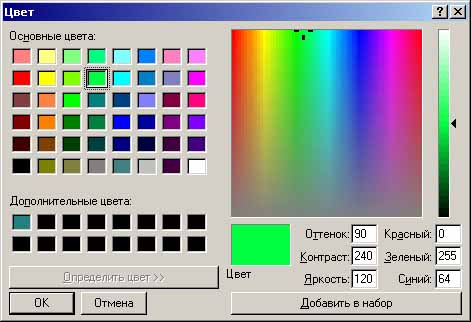 Цвет
Основные цвета:
Дополнительные цвета:
Определить цвет >>
OK
Отмена
Цвет
Оттенок: 90
Контраст: 240
Яркость: 120
Красный: 0
Зеленый: 255
Синий: 64
Добавить в набор